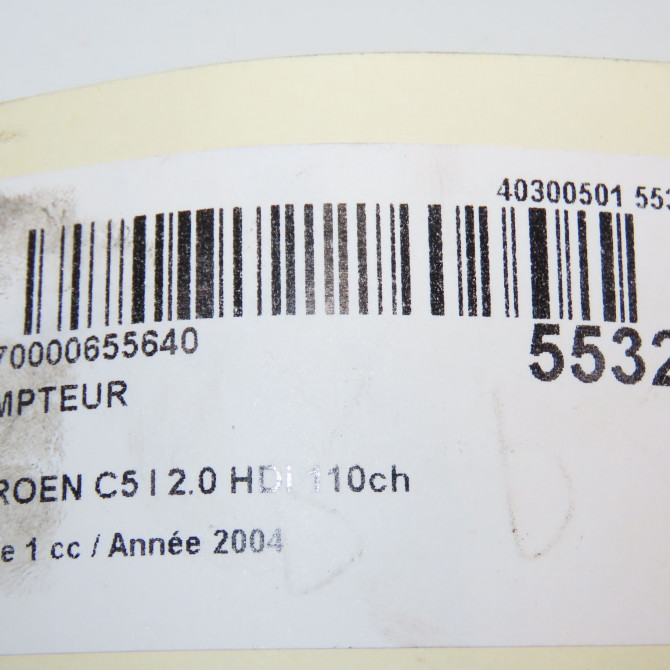 40300501 553
70000655640
5532
MPTEUR
ROEN C5 I 2.0 HDi 110ch
e 1 cc / Année 2004